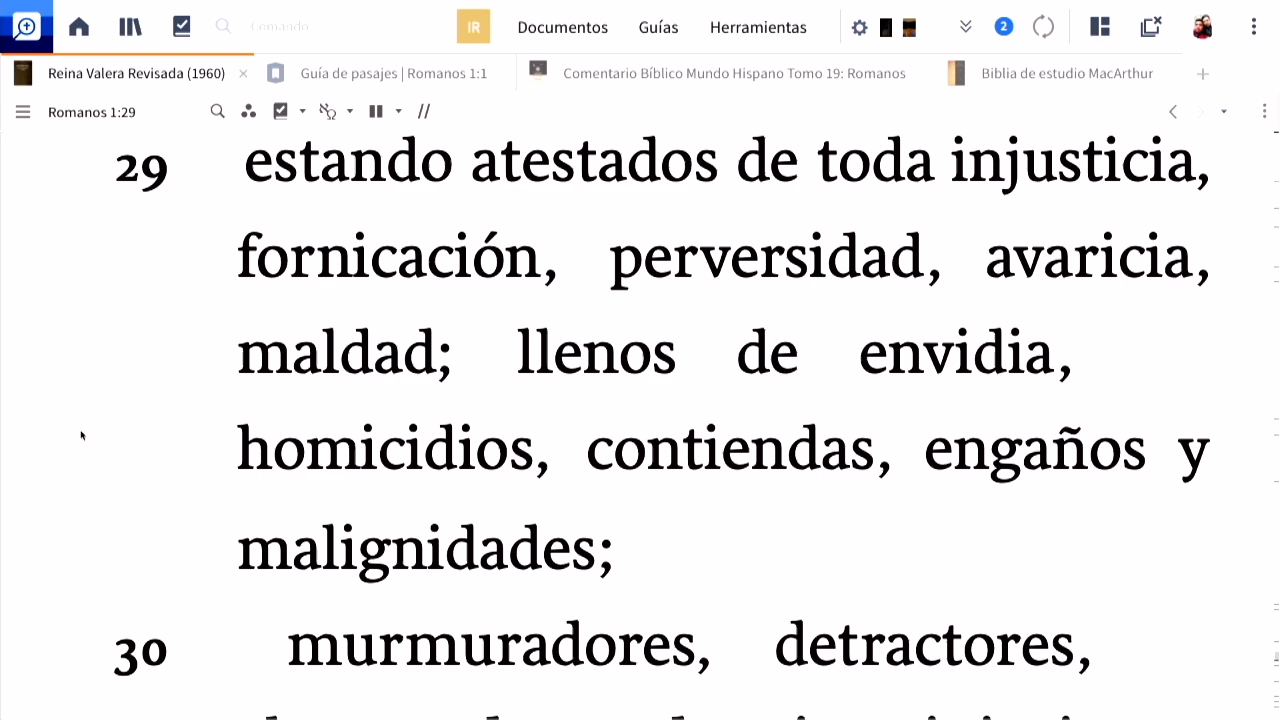 Comando
IR
Documentos
Guías
Herramientas
2
Reina Valera Revisada (1960)
Guía de pasajes | Romanos 1:1
Comentario Bíblico Mundo Hispano Tomo 19: Romanos
Biblia de estudio MacArthur
Romanos 1:29
29 estando atestados de toda injusticia,
fornicación, perversidad, avaricia,
maldad; llenos de envidia,
homicidios, contiendas, engaños y
malignidades;
30 murmuradores, detractores,